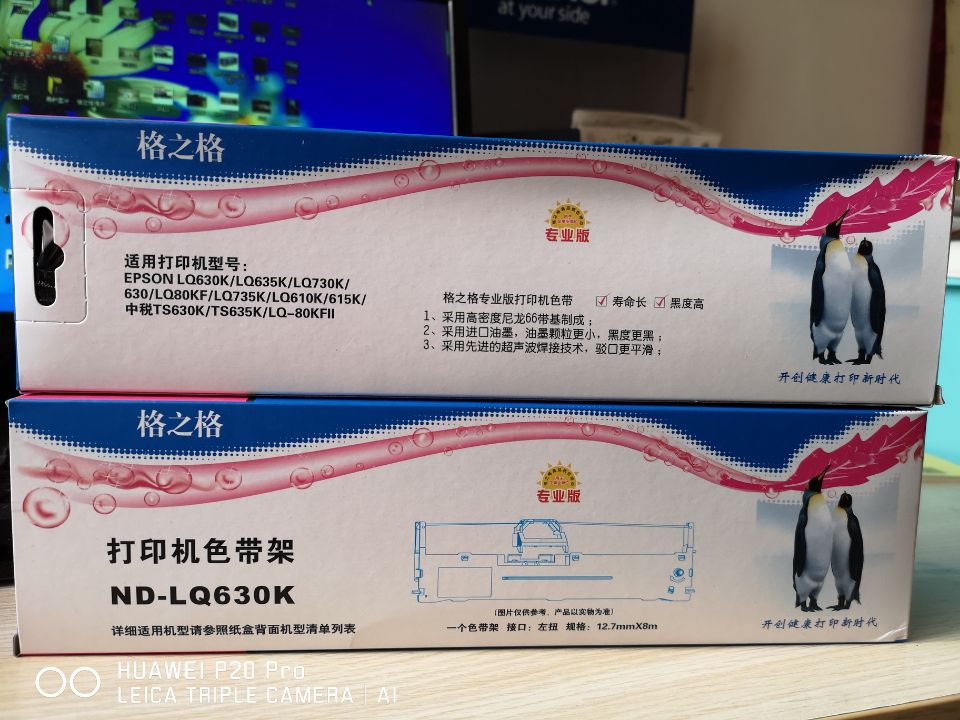 at your side
格之格
专业版
适用打印机型号：
EPSON LQ630K/LQ635K/LQ730K/
630/LQ80KF/LQ735K/LQ610K/615K/
中税TS630K/TS635K/LQ-80KFII
格之格专业版打印机色带 ☑ 寿命长 ☑ 黑度高
1、采用高密度尼龙66带基制成；
2、采用进口油墨，油墨颗粒更小，黑度更黑；
3、采用先进的超声波焊接技术，驳口更平滑；
开创健康打印新时代
格之格
专业版
打印机色带架
ND-LQ630K
详细适用机型请参照纸盒背面机型清单列表
(图片仅供参考，产品以实物为准)
一个色带架 接口：左扭 规格：12.7mmX8m
开创健康打印新时代
HUAWEI P20 Pro
LEICA TRIPLE CAMERA | AI